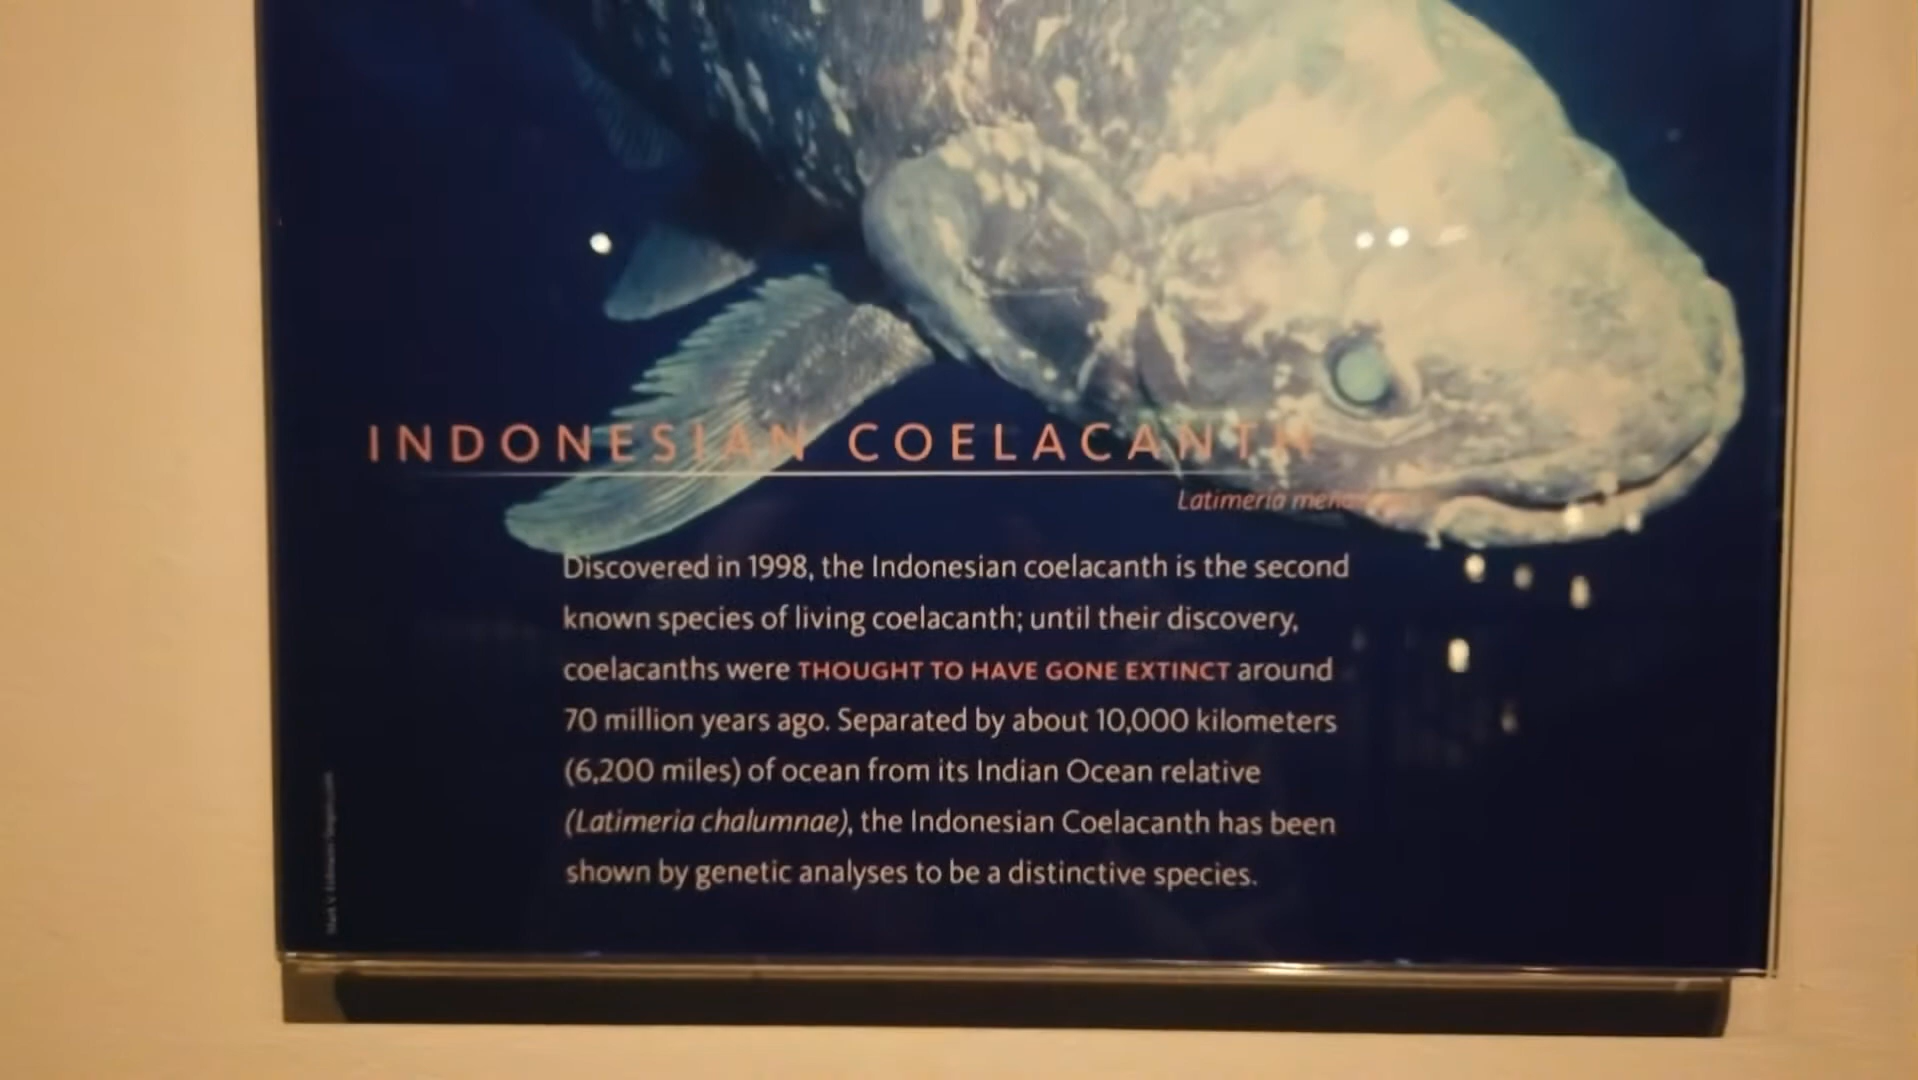 INDONESIAN COELACANTH
Latimeria
Discovered in 1998, the Indonesian coelacanth is the second
known species of living coelacanth; until their discovery,
coelacanths were THOUGHT TO HAVE GONE EXTINCT around
70 million years ago. Separated by about 10,000 kilometers
(6,200 miles) of ocean from its Indian Ocean relative
(Latimeria chalumnae), the Indonesian Coelacanth has been
shown by genetic analyses to be a distinctive species.